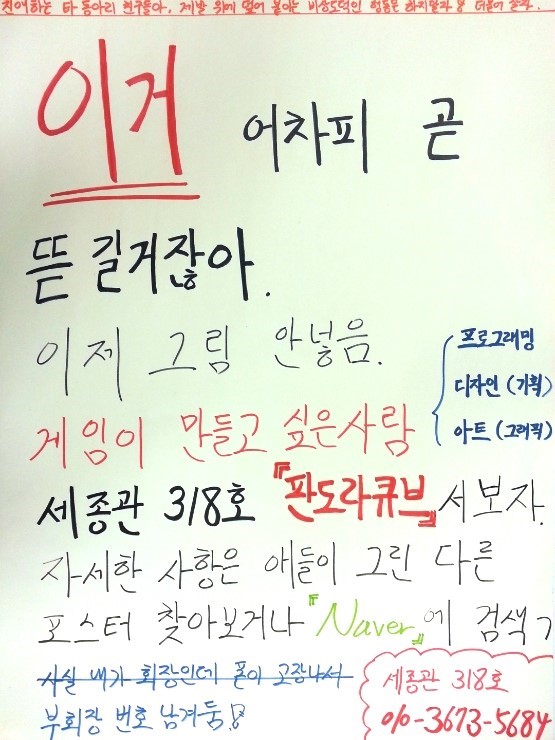 친애하는 타 동아리 친구들아, 제발 위에 덮어 붙이는 비상도덕인 행동은 하지말자
이거 어차피 곧
뜯길거잖아.
이제 그림 안넣음.
게임이 만들고 싶은사람
프로그래밍
디자인 (기획)
아트 (그래픽)
세종관 318호 『판도라큐브』서보자.
자세한 사항은 애들이 그린 다른
포스터 찾아보거나 『Naver』에 검색ㄱ
사실 내가 회장인데 폰이 고장나서
부회장 번호 남겨둠
세종관 318호
010-3673-5684